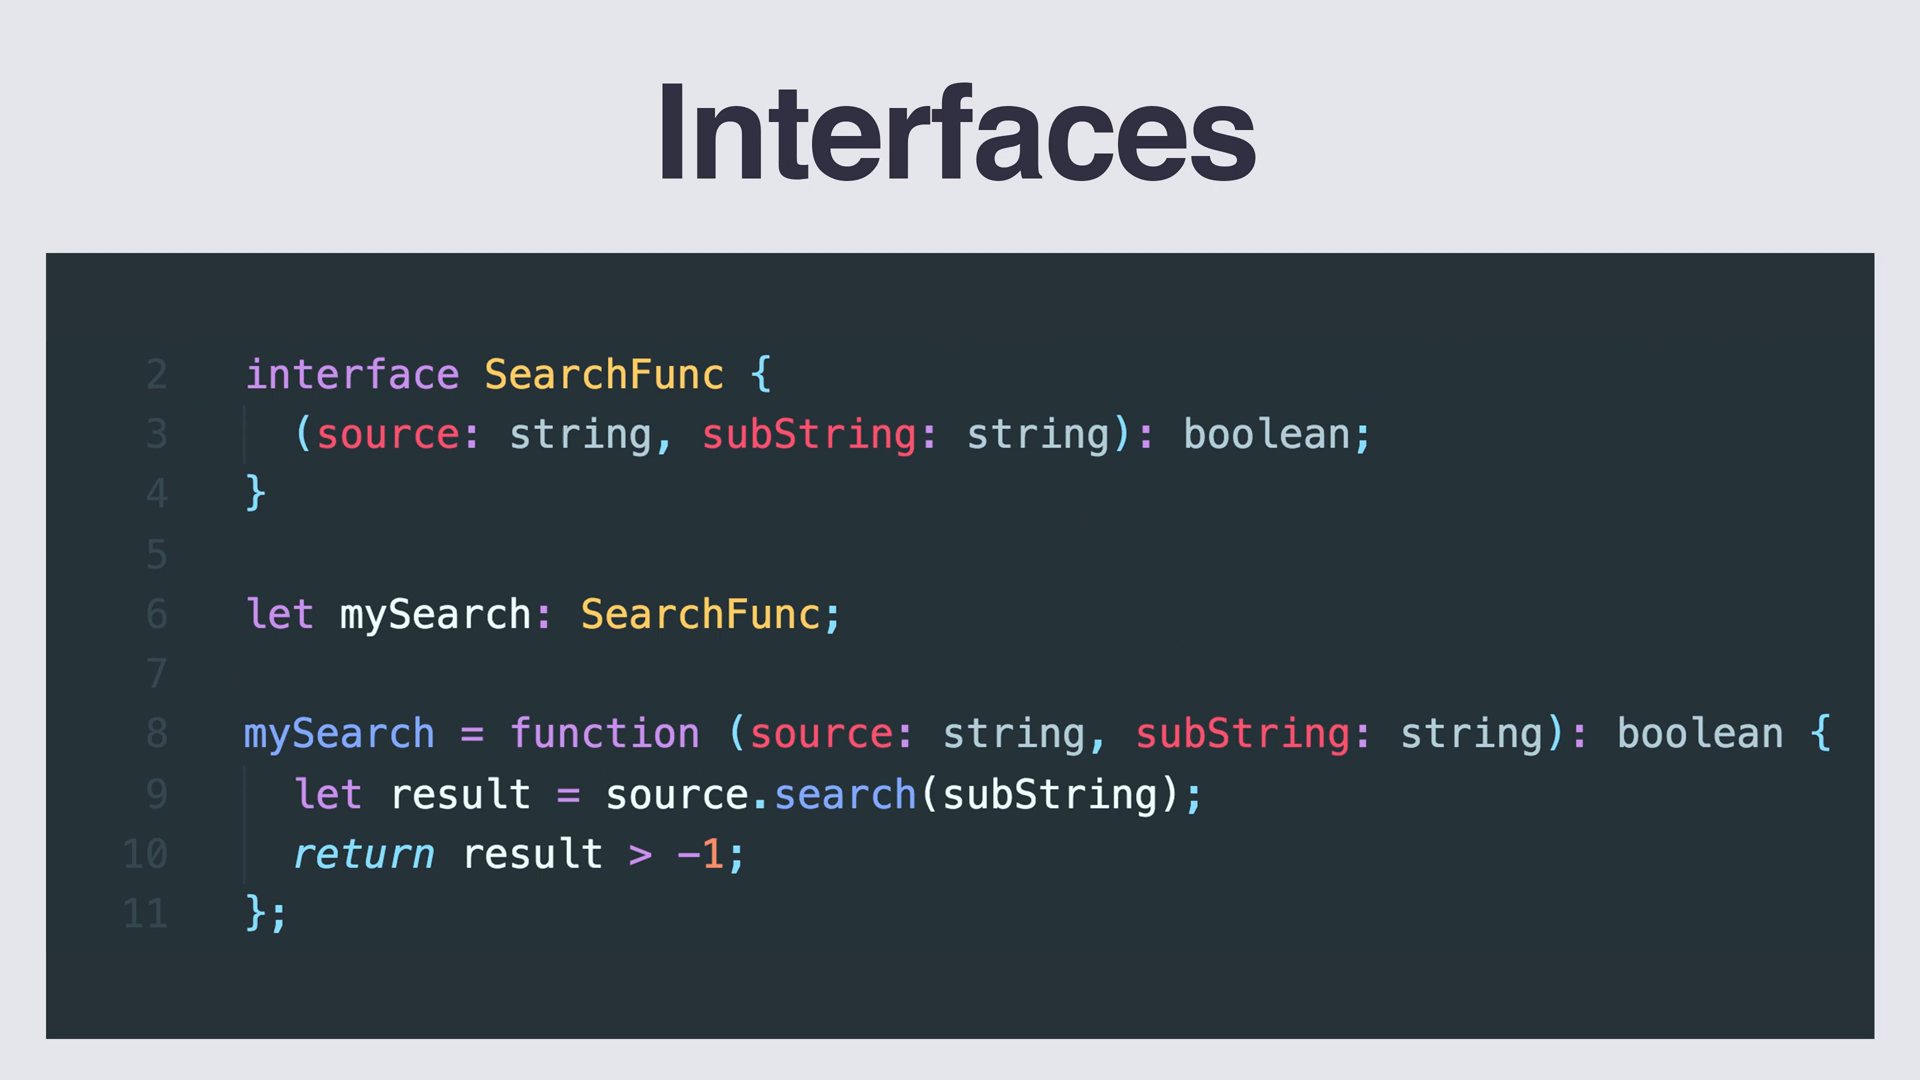 Interfaces
2 interface SearchFunc {
3 (source: string, subString: string): boolean;
4 }
5
6 let mySearch: SearchFunc;
7
8 mySearch = function (source: string, subString: string): boolean {
9 let result = source.search(subString);
10 return result > -1;
11 };